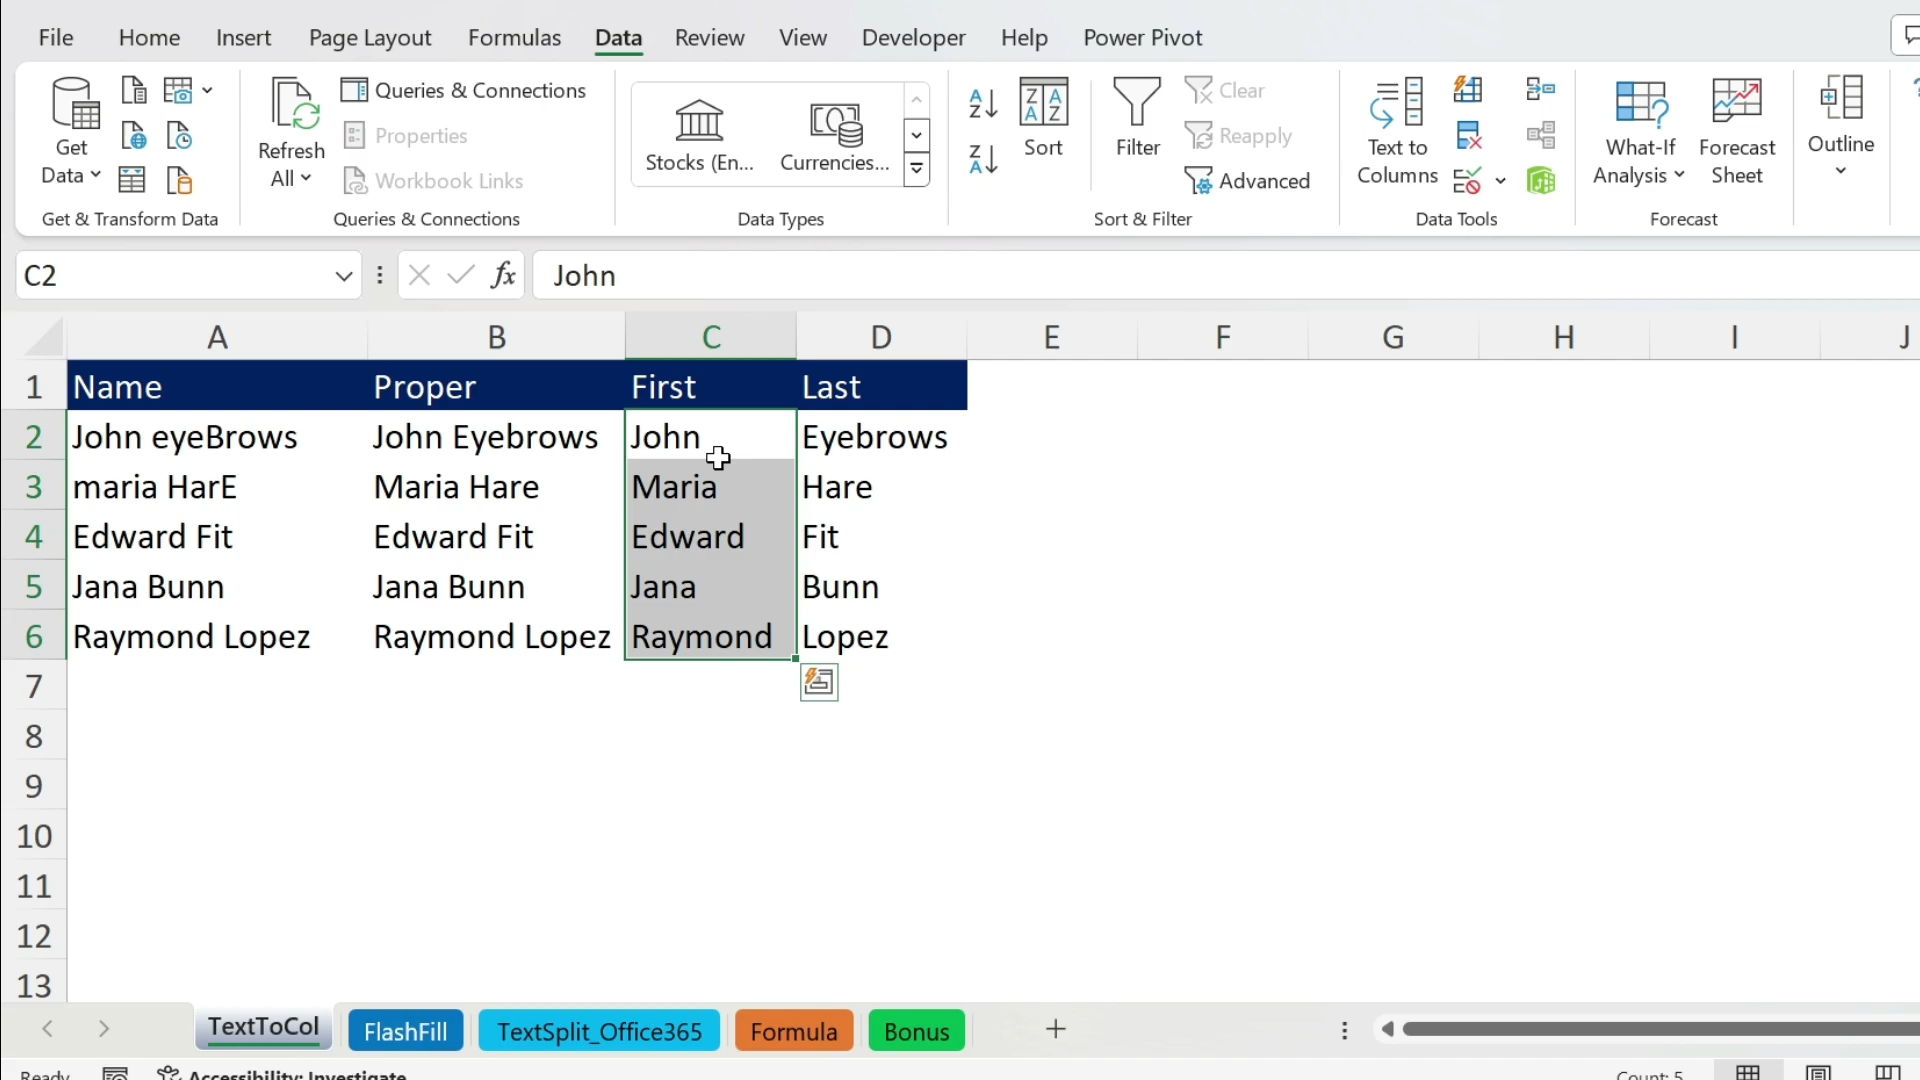 File Home Insert Page Layout Formulas Data Review View Developer Help Power Pivot
Get Data
Refresh All
Queries & Connections
Properties
Workbook Links
Stocks (En...
Currencies...
Sort
Filter
Clear
Reapply
Advanced
Text to Columns
What-If Analysis
Forecast Sheet
Outline
Get & Transform Data Queries & Connections Data Types Sort & Filter Data Tools Forecast
C2 fx John
A B C D E F G H I J
1 Name Proper First Last
2 John eyeBrows John Eyebrows John Eyebrows
3 maria HarE Maria Hare Maria Hare
4 Edward Fit Edward Fit Edward Fit
5 Jana Bunn Jana Bunn Jana Bunn
6 Raymond Lopez Raymond Lopez Raymond Lopez
7
8
9
10
11
12
13
TextToCol FlashFill TextSplit_Office365 Formula Bonus
Ready Accessibility: Investigate Count: 5